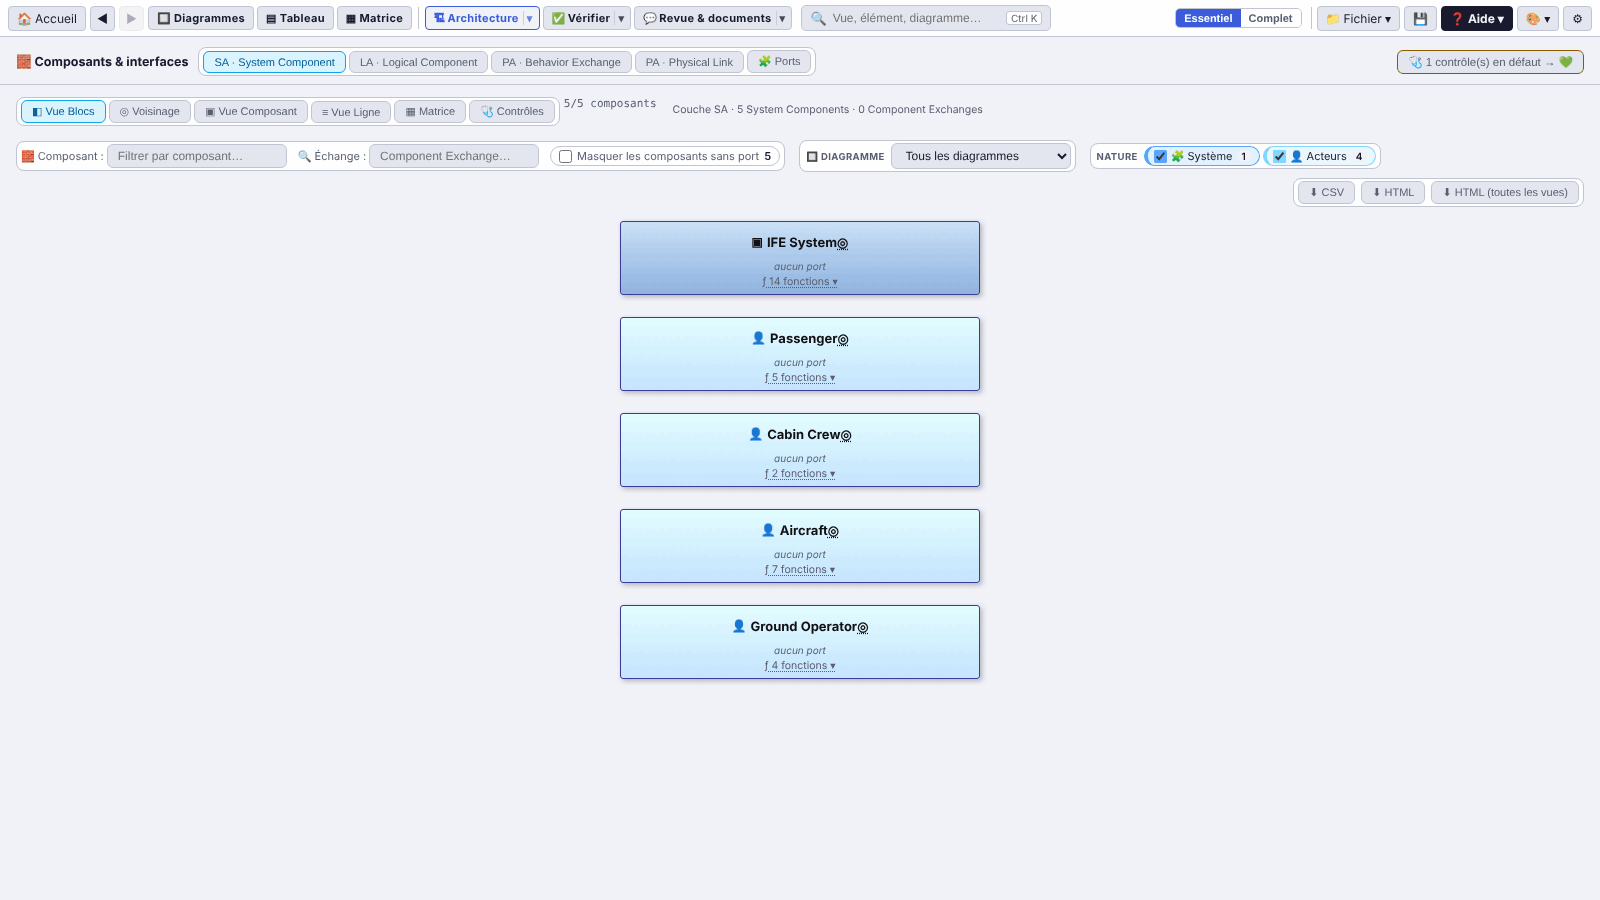 🏠 Accueil ◀ ▶ 🔲 Diagrammes ▤ Tableau ▦ Matrice 🏗 Architecture ▾ ✅ Vérifier ▾ 💬 Revue & documents ▾ 🔍 Vue, élément, diagramme… Ctrl K Essentiel Complet 📁 Fichier ▾ 💾 ❓ Aide ▾ 🎨 ▾ ⚙
🧱 Composants & interfaces SA · System Component LA · Logical Component PA · Behavior Exchange PA · Physical Link 🧩 Ports 🩺 1 contrôle(s) en défaut → 💚
◧ Vue Blocs ◎ Voisinage ▣ Vue Composant ≡ Vue Ligne ▦ Matrice 🩺 Contrôles 5/5 composants Couche SA · 5 System Components · 0 Component Exchanges
🧱 Composant : Filtrer par composant… 🔍 Échange : Component Exchange… Masquer les composants sans port 5 🔲 DIAGRAMME Tous les diagrammes NATURE 🧩 Système 1 👤 Acteurs 4
⬇ CSV ⬇ HTML ⬇ HTML (toutes les vues)
▣ IFE System◎
aucun port
ƒ 14 fonctions ▾
👤 Passenger◎
aucun port
ƒ 5 fonctions ▾
👤 Cabin Crew◎
aucun port
ƒ 2 fonctions ▾
👤 Aircraft◎
aucun port
ƒ 7 fonctions ▾
👤 Ground Operator◎
aucun port
ƒ 4 fonctions ▾